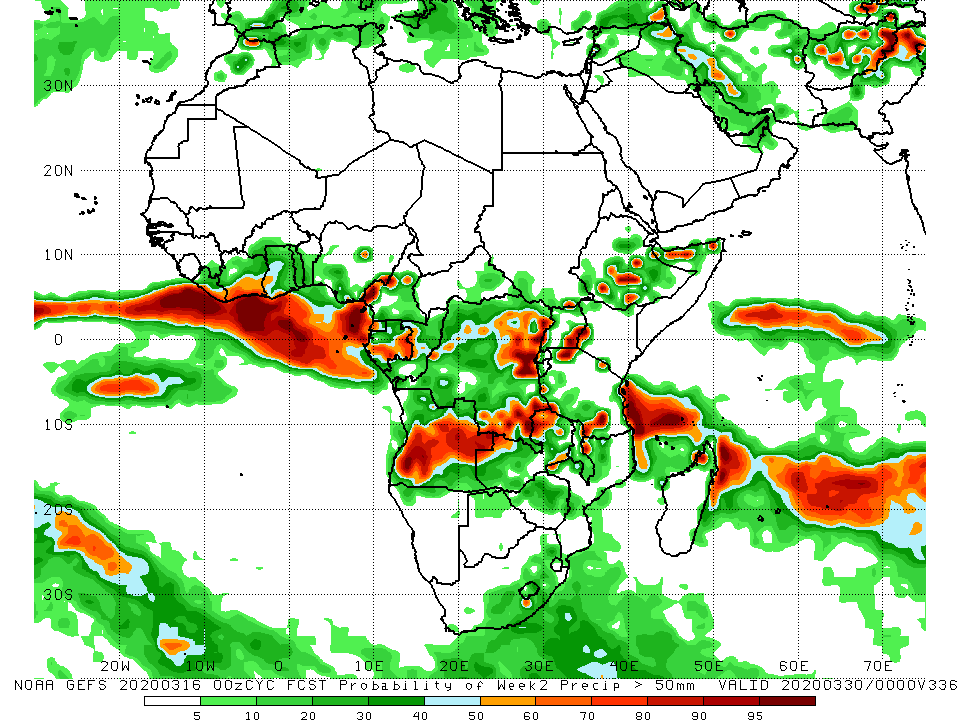 30N
20N
10N
0
10S
20S
30S
20W 10W 0 10E 20E 30E 40E 50E 60E 70E
NOAA GEFS 20200316 00zCYC FCST Probability of Week2 Precip > 50mm VALID 20200330/0000V336
5 10 20 30 40 50 60 70 80 90 95